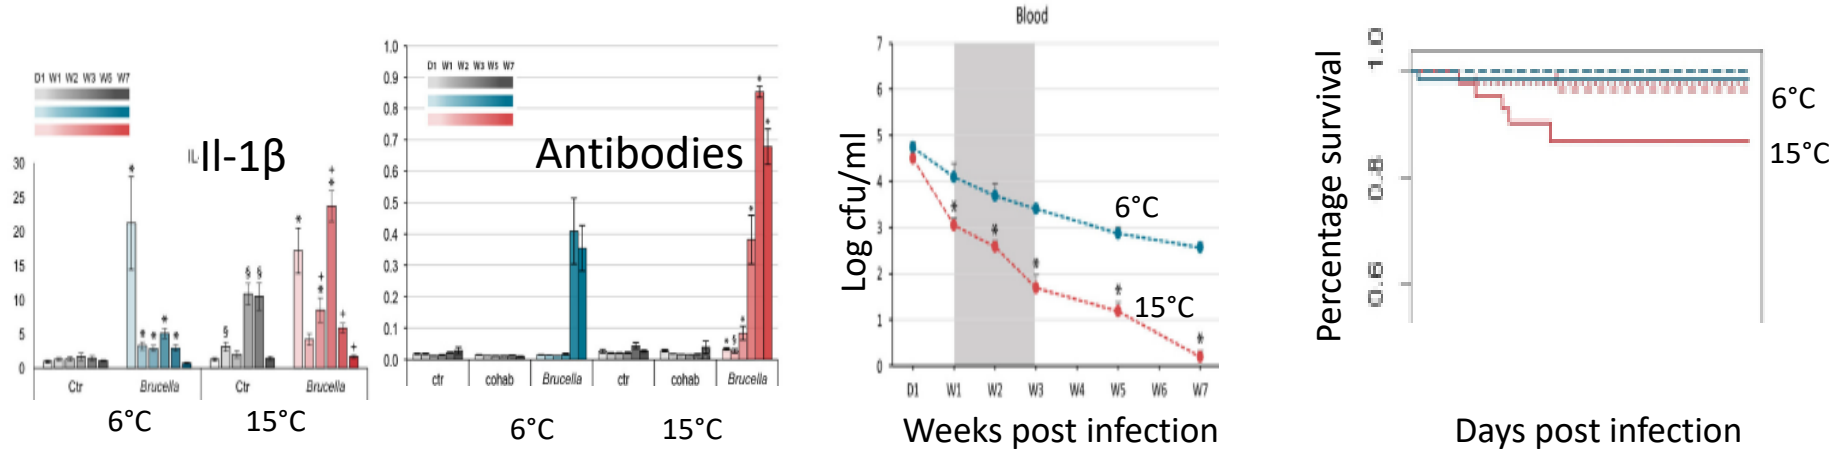 D1 W1 W2 W3 W5 W7
IL
Il-1β
30
25
20
15
10
5
0
* * * * *
§ § §
* + * + * + +
Ctr Brucella Ctr Brucella
6°C 15°C
1.0
0.9
0.8
0.7
0.6
0.5
0.4
0.3
0.2
0.1
0.0
D1 W1 W2 W3 W5 W7
Antibodies
ctr cohab Brucella ctr cohab Brucella
6°C 15°C
Blood
Log cfu/ml
7
6
5
4
3
2
1
0
6°C
15°C
* * * * *
D1 W1 W2 W3 W4 W5 W6 W7
Weeks post infection
Percentage survival
1.0
0.8
0.6
6°C
15°C
Days post infection